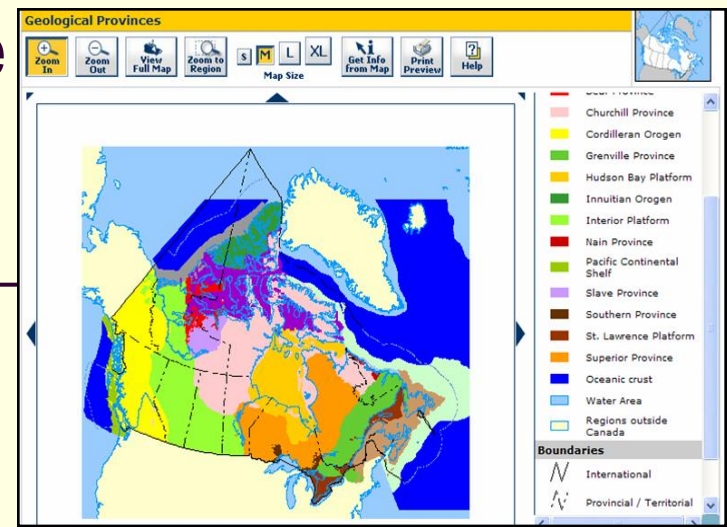 e
Geological Provinces
Zoom In
Zoom Out
View Full Map
Zoom to Region
S M L XL
Map Size
Get Info from Map
Print Preview
Help
Churchill Province
Cordilleran Orogen
Grenville Province
Hudson Bay Platform
Innuitian Orogen
Interior Platform
Nain Province
Pacific Continental
Shelf
Slave Province
Southern Province
St. Lawrence Platform
Superior Province
Oceanic crust
Water Area
Regions outside
Canada
Boundaries
International
Provincial / Territorial